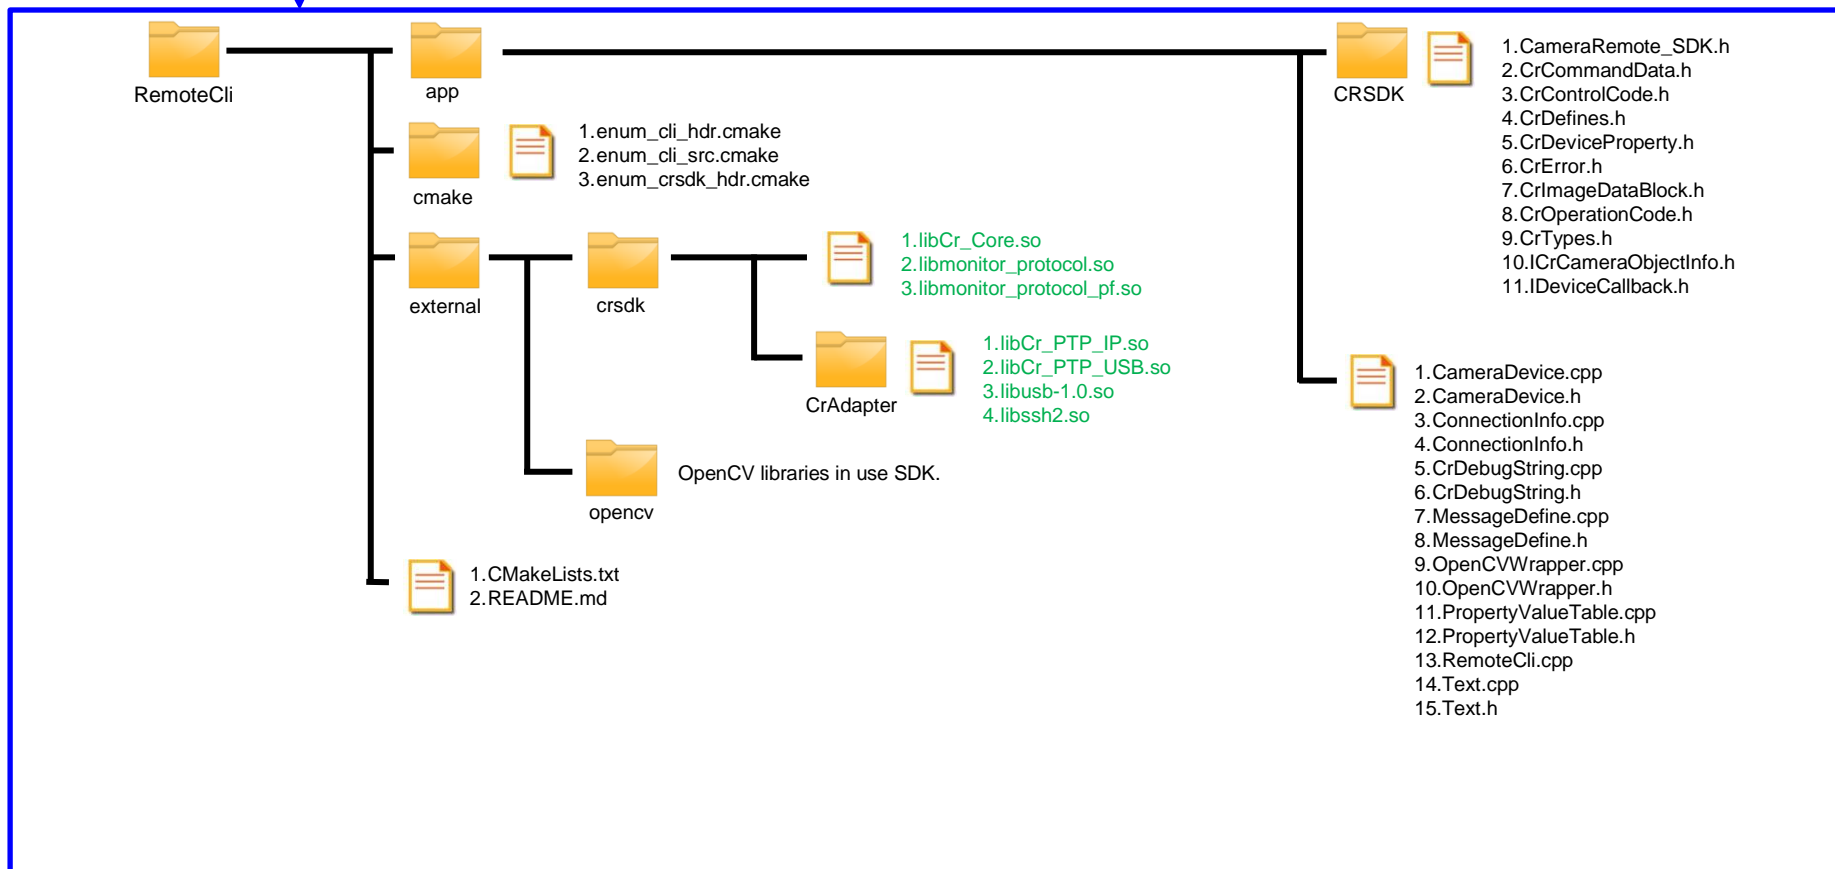 RemoteCli
app
CRSDK
1.CameraRemote_SDK.h
2.CrCommandData.h
3.CrControlCode.h
4.CrDefines.h
5.CrDeviceProperty.h
6.CrError.h
7.CrImageDataBlock.h
8.CrOperationCode.h
9.CrTypes.h
10.ICrCameraObjectInfo.h
11.IDeviceCallback.h
cmake
1.enum_cli_hdr.cmake
2.enum_cli_src.cmake
3.enum_crsdk_hdr.cmake
external
crsdk
1.libCr_Core.so
2.libmonitor_protocol.so
3.libmonitor_protocol_pf.so
CrAdapter
1.libCr_PTP_IP.so
2.libCr_PTP_USB.so
3.libusb-1.0.so
4.libssh2.so
opencv
OpenCV libraries in use SDK.
1.CMakeLists.txt
2.README.md
1.CameraDevice.cpp
2.CameraDevice.h
3.ConnectionInfo.cpp
4.ConnectionInfo.h
5.CrDebugString.cpp
6.CrDebugString.h
7.MessageDefine.cpp
8.MessageDefine.h
9.OpenCVWrapper.cpp
10.OpenCVWrapper.h
11.PropertyValueTable.cpp
12.PropertyValueTable.h
13.RemoteCli.cpp
14.Text.cpp
15.Text.h